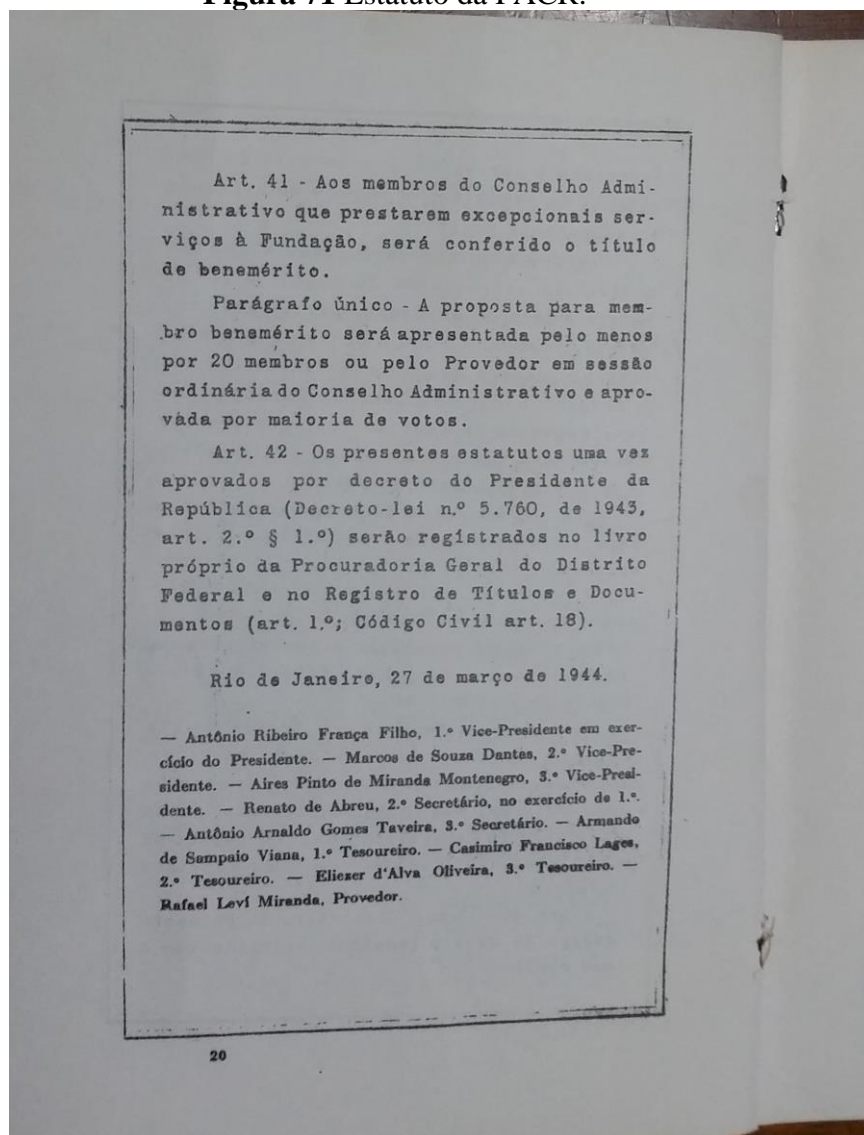 Figura 71 Estatuto da FACR.
Art. 41 - Aos membros do Conselho Admi-
nistrativo que prestarem excepcionais ser-
viços à Fundação, será conferido o título
de benemérito.
Parágrafo único - A proposta para mem-
bro benemérito será apresentada pelo menos
por 20 membros ou pelo Provedor em sessão
ordinária do Conselho Administrativo e apro-
vada por maioria de votos.
Art. 42 - Os presentes estatutos uma vez
aprovados por decreto do Presidente da
República (Decreto-lei n.º 5.760, de 1943,
art. 2.º § 1.º) serão registrados no livro
próprio da Procuradoria Geral do Distrito
Federal e no Registro de Títulos e Docu-
mentos (art. 1.º; Código Civil art. 18).
Rio de Janeiro, 27 de março de 1944.
— Antônio Ribeiro França Filho, 1.º Vice-Presidente em exer-
cício do Presidente. — Marcos de Souza Dantas, 2.º Vice-Pre-
sidente. — Aires Pinto de Miranda Montenegro, 3.º Vice-Presi-
dente. — Renato de Abreu, 2.º Secretário, no exercício de 1.º.
— Antônio Arnaldo Gomes Taveira, 3.º Secretário. — Armando
de Sampaio Viana, 1.º Tesoureiro. — Casimiro Francisco Lages,
2.º Tesoureiro. — Eliezer d'Alva Oliveira, 3.º Tesoureiro. —
Rafael Leví Miranda, Provedor.
20